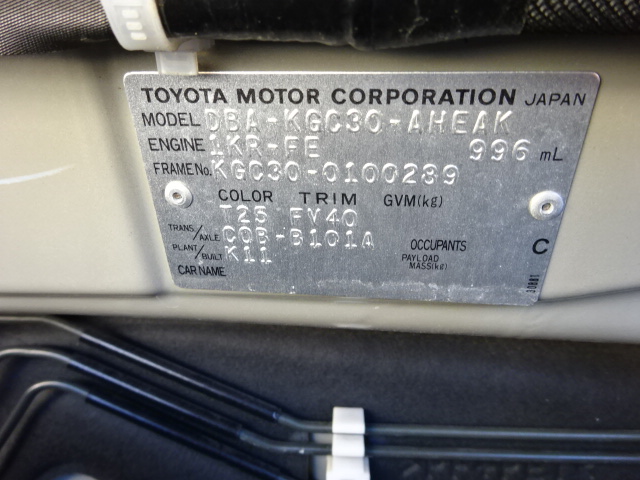 TOYOTA MOTOR CORPORATION JAPAN
MODEL DBA-KGC30-AHEAK
ENGINE 1KR-FE 996 mL
FRAME No. KGC30-0100289
COLOR TRIM GVM(kg)
T25 FV40
TRANS/AXLE C0B-B101A OCCUPANTS C
PLANT/BUILT K11 PAYLOAD MASS(kg)
CAR NAME
30881